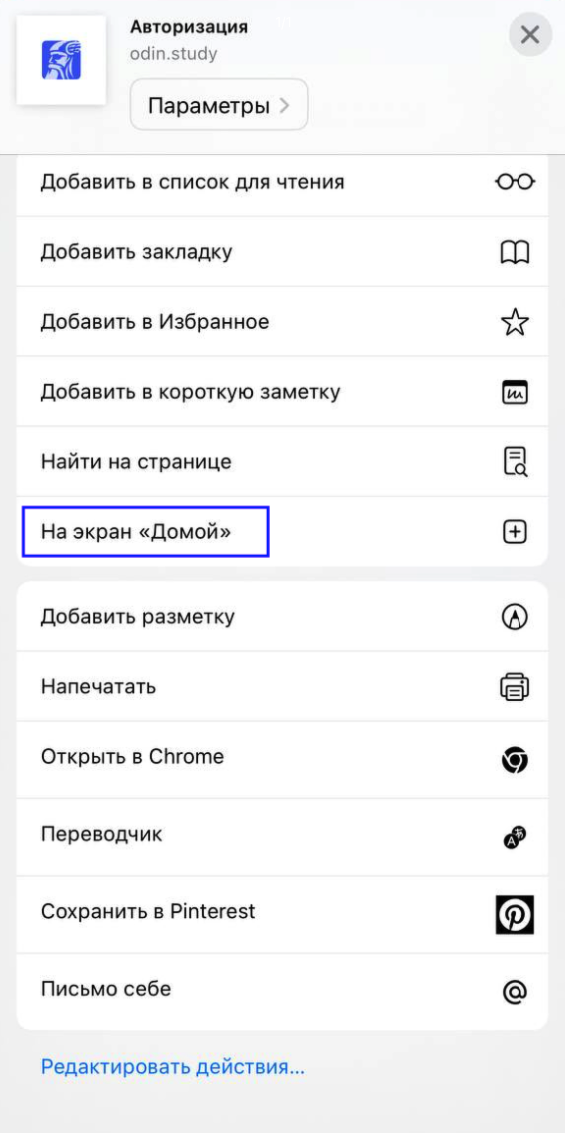 Авторизация
odin.study
Параметры
Добавить в список для чтения
Добавить закладку
Добавить в Избранное
Добавить в короткую заметку
Найти на странице
На экран «Домой»
Добавить разметку
Напечатать
Открыть в Chrome
Переводчик
Сохранить в Pinterest
Письмо себе
Редактировать действия...